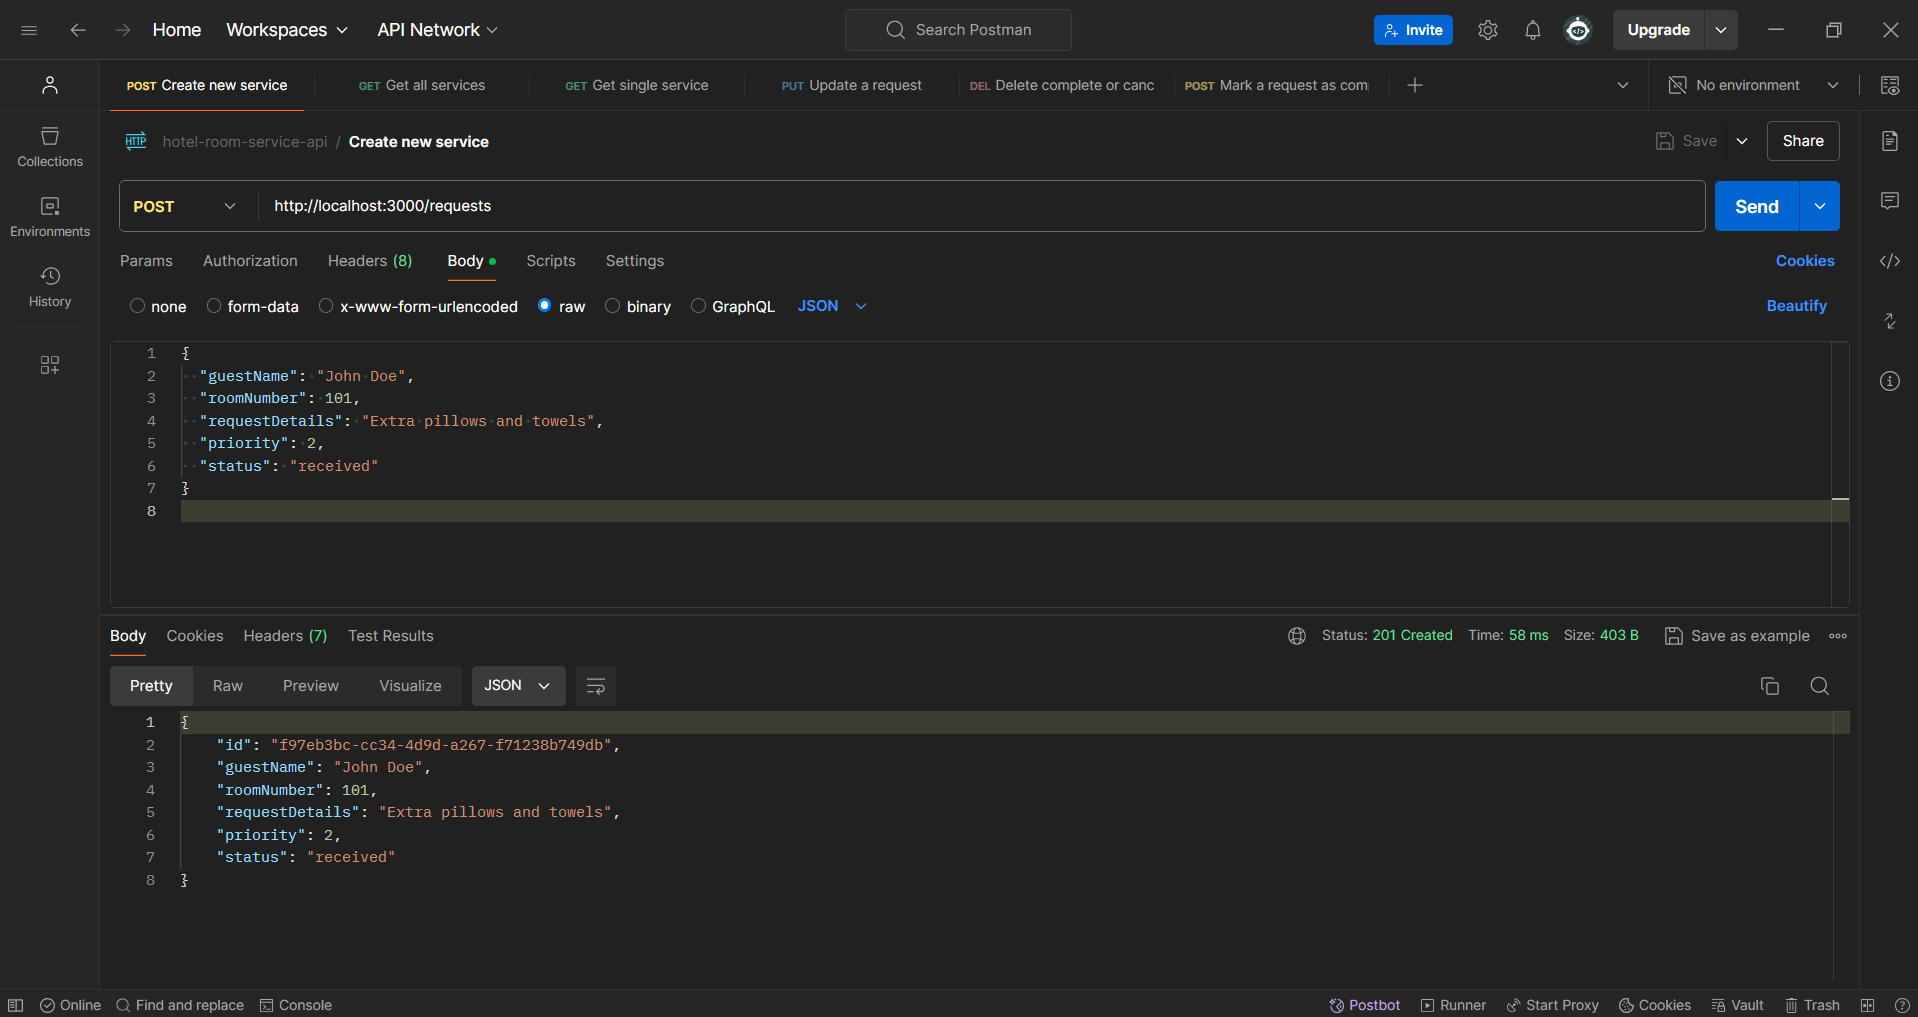 Home Workspaces API Network Search Postman Invite Upgrade
POST Create new service GET Get all services GET Get single service PUT Update a request DEL Delete complete or canc POST Mark a request as com No environment
HTTP hotel-room-service-api / Create new service Save Share
Collections
POST http://localhost:3000/requests Send
Environments
Params Authorization Headers (8) Body Scripts Settings Cookies
History
none form-data x-www-form-urlencoded raw binary GraphQL JSON Beautify
1 {
2 "guestName": "John Doe",
3 "roomNumber": 101,
4 "requestDetails": "Extra pillows and towels",
5 "priority": 2,
6 "status": "received"
7 }
8
Body Cookies Headers (7) Test Results Status: 201 Created Time: 58 ms Size: 403 B Save as example
Pretty Raw Preview Visualize JSON
1 {
2 "id": "f97eb3bc-cc34-4d9d-a267-f71238b749db",
3 "guestName": "John Doe",
4 "roomNumber": 101,
5 "requestDetails": "Extra pillows and towels",
6 "priority": 2,
7 "status": "received"
8 }
Online Find and replace Console Postbot Runner Start Proxy Cookies Vault Trash